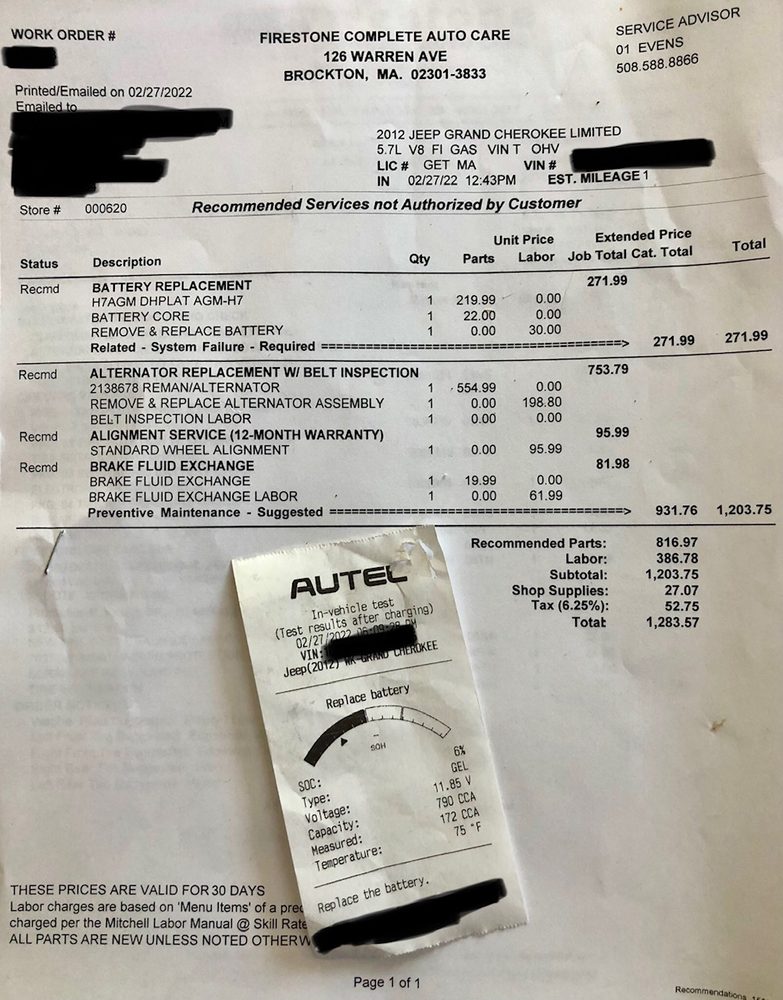 WORK ORDER #
FIRESTONE COMPLETE AUTO CARE
126 WARREN AVE
BROCKTON, MA. 02301-3833
SERVICE ADVISOR
01 EVENS
508.588.8866
Printed/Emailed on 02/27/2022
Emailed to
2012 JEEP GRAND CHEROKEE LIMITED
5.7L V8 FI GAS VIN T OHV
LIC # GET MA VIN #
IN 02/27/22 12:43PM EST. MILEAGE 1
Store # 000620 Recommended Services not Authorized by Customer
Unit Price Extended Price
Status Description Qty Parts Labor Job Total Cat. Total Total
Recmd BATTERY REPLACEMENT 271.99
H7AGM DHPLAT AGM-H7 1 219.99 0.00
BATTERY CORE 1 22.00 0.00
REMOVE & REPLACE BATTERY 1 0.00 30.00
Related - System Failure - Required ======================================> 271.99 271.99
Recmd ALTERNATOR REPLACEMENT W/ BELT INSPECTION 753.79
2138678 REMAN/ALTERNATOR 1 554.99 0.00
REMOVE & REPLACE ALTERNATOR ASSEMBLY 1 0.00 198.80
BELT INSPECTION LABOR 1 0.00 0.00
Recmd ALIGNMENT SERVICE (12-MONTH WARRANTY) 95.99
STANDARD WHEEL ALIGNMENT 1 0.00 95.99
Recmd BRAKE FLUID EXCHANGE 81.98
BRAKE FLUID EXCHANGE 1 19.99 0.00
BRAKE FLUID EXCHANGE LABOR 1 0.00 61.99
Preventive Maintenance - Suggested ======================================> 931.76 1,203.75
Recommended Parts: 816.97
Labor: 386.78
Subtotal: 1,203.75
Shop Supplies: 27.07
Tax (6.25%): 52.75
Total: 1,283.57
AUTEL
In-vehicle test
(Test results after charging)
02/27/2022
VIN:
Jeep(2012) WK-GRAND CHEROKEE
Replace battery
SOH
SOC: 6%
Type: GEL
Voltage: 11.85 V
Capacity: 790 CCA
Measured: 172 CCA
Temperature: 75 °F
Replace the battery.
THESE PRICES ARE VALID FOR 30 DAYS
Labor charges are based on 'Menu Items' of a
charged per the Mitchell Labor Manual @ Skill Rate
ALL PARTS ARE NEW UNLESS NOTED
Page 1 of 1
Recommendations